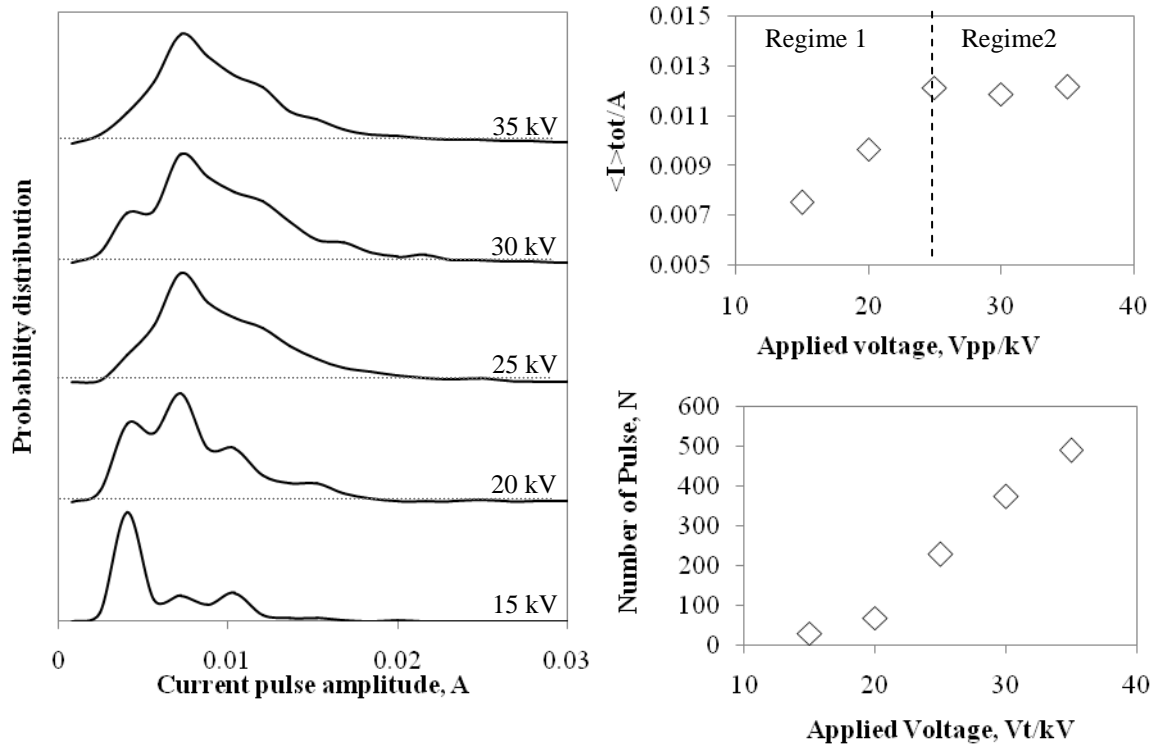 Probability distribution
35 kV
30 kV
25 kV
20 kV
15 kV
0 0.01 0.02 0.03
Current pulse amplitude, A
<I>tot/A
0.015
0.013
0.011
0.009
0.007
0.005
Regime 1 Regime2
10 20 30 40
Applied voltage, Vpp/kV
Number of Pulse, N
600
500
400
300
200
100
0
10 20 30 40
Applied Voltage, Vt/kV